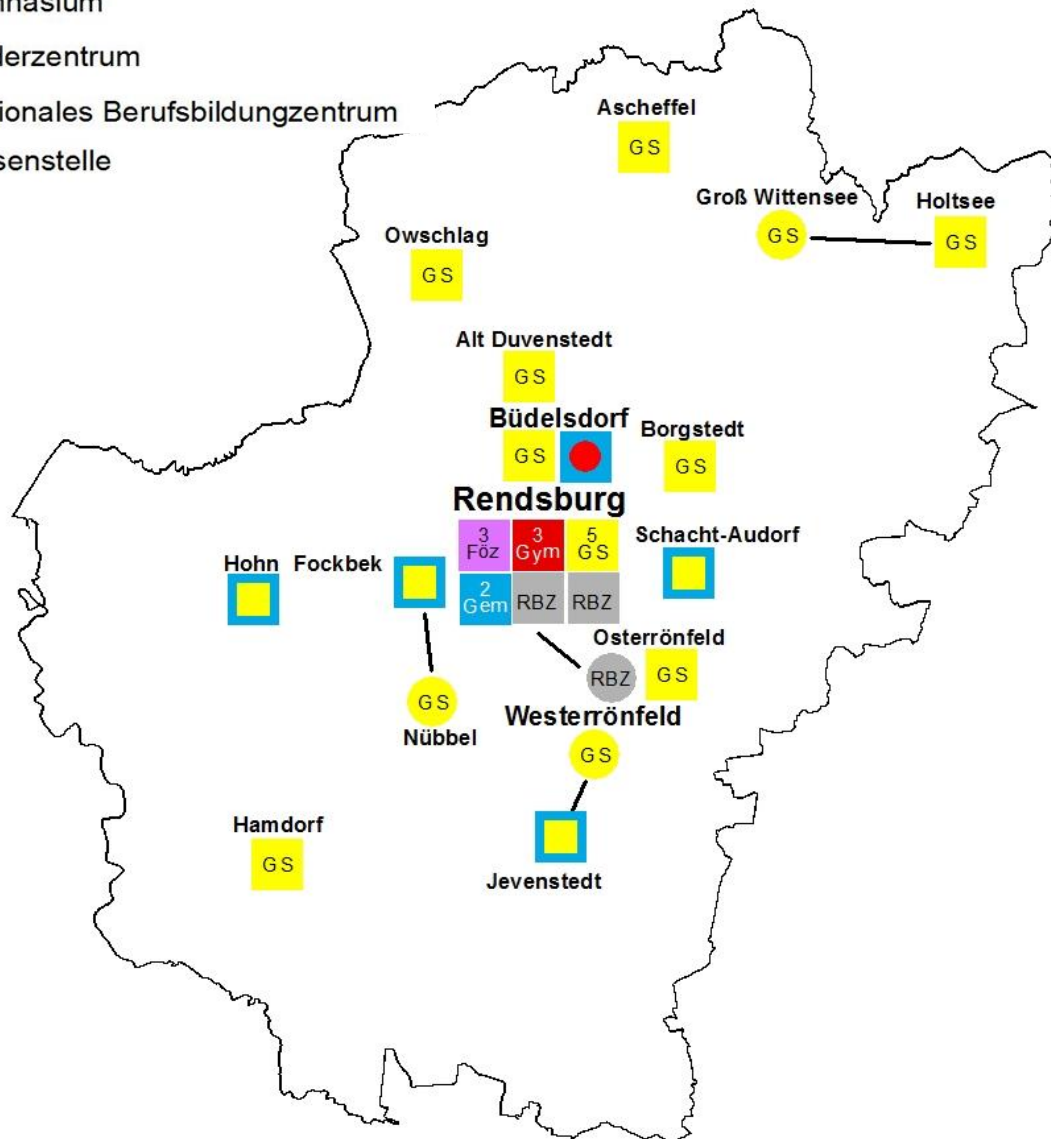 nnasium
derzentrum
ionales Berufsbildungzentrum
senstelle
Ascheffel
GS
Groß Wittensee
GS
Holtsee
GS
Owschlag
GS
Alt Duvenstedt
GS
Büdelsdorf
GS
Borgstedt
GS
Rendsburg
3 Föz
3 Gym
5 GS
2 Gem
RBZ
RBZ
Schacht-Audorf
Hohn
Fockbek
Osterrönfeld
RBZ
GS
GS
Nübbel
Westerrönfeld
GS
Hamdorf
GS
Jevenstedt